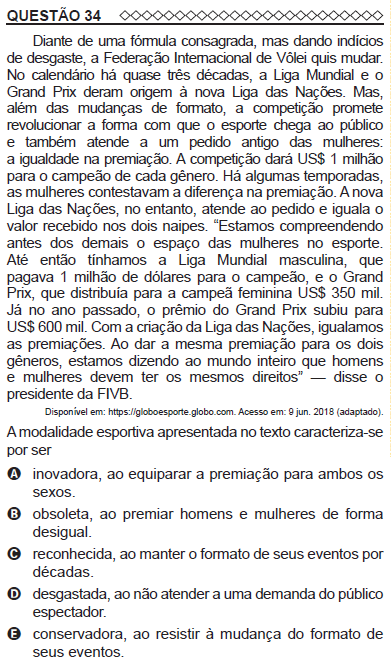 QUESTÃO 34
Diante de uma fórmula consagrada, mas dando indícios
de desgaste, a Federação Internacional de Vôlei quis mudar.
No calendário há quase três décadas, a Liga Mundial e o
Grand Prix deram origem à nova Liga das Nações. Mas,
além das mudanças de formato, a competição promete
revolucionar a forma com que o esporte chega ao público
e também atende a um pedido antigo das mulheres:
a igualdade na premiação. A competição dará US$ 1 milhão
para o campeão de cada gênero. Há algumas temporadas,
as mulheres contestavam a diferença na premiação. A nova
Liga das Nações, no entanto, atende ao pedido e iguala o
valor recebido nos dois naipes. “Estamos compreendendo
antes dos demais o espaço das mulheres no esporte.
Até então tínhamos a Liga Mundial masculina, que
pagava 1 milhão de dólares para o campeão, e o Grand
Prix, que distribuía para a campeã feminina US$ 350 mil.
Já no ano passado, o prêmio do Grand Prix subiu para
US$ 600 mil. Com a criação da Liga das Nações, igualamos
as premiações. Ao dar a mesma premiação para os dois
gêneros, estamos dizendo ao mundo inteiro que homens
e mulheres devem ter os mesmos direitos” — disse o
presidente da FIVB.
Disponível em: https://globoesporte.globo.com. Acesso em: 9 jun. 2018 (adaptado).
A modalidade esportiva apresentada no texto caracteriza-se
por ser
A inovadora, ao equiparar a premiação para ambos os
sexos.
B obsoleta, ao premiar homens e mulheres de forma
desigual.
C reconhecida, ao manter o formato de seus eventos por
décadas.
D desgastada, ao não atender a uma demanda do público
espectador.
E conservadora, ao resistir à mudança do formato de
seus eventos.